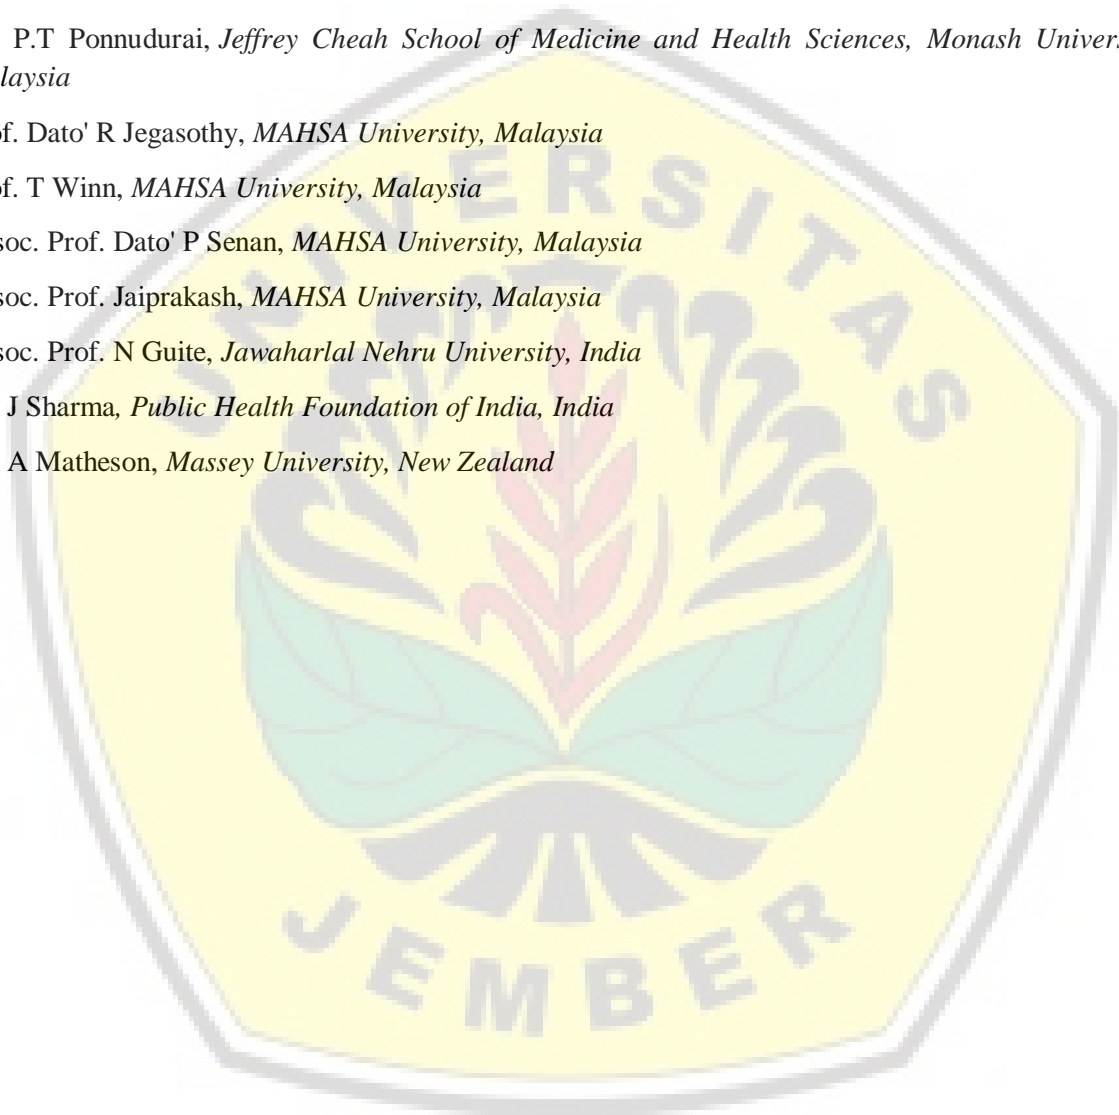 P.T Ponnudurai, Jeffrey Cheah School of Medicine and Health Sciences, Monash Univers
laysia
of. Dato' R Jegasothy, MAHSA University, Malaysia
of. T Winn, MAHSA University, Malaysia
soc. Prof. Dato' P Senan, MAHSA University, Malaysia
soc. Prof. Jaiprakash, MAHSA University, Malaysia
soc. Prof. N Guite, Jawaharlal Nehru University, India
J Sharma, Public Health Foundation of India, India
A Matheson, Massey University, New Zealand
UNIVERSITAS
JEMBER